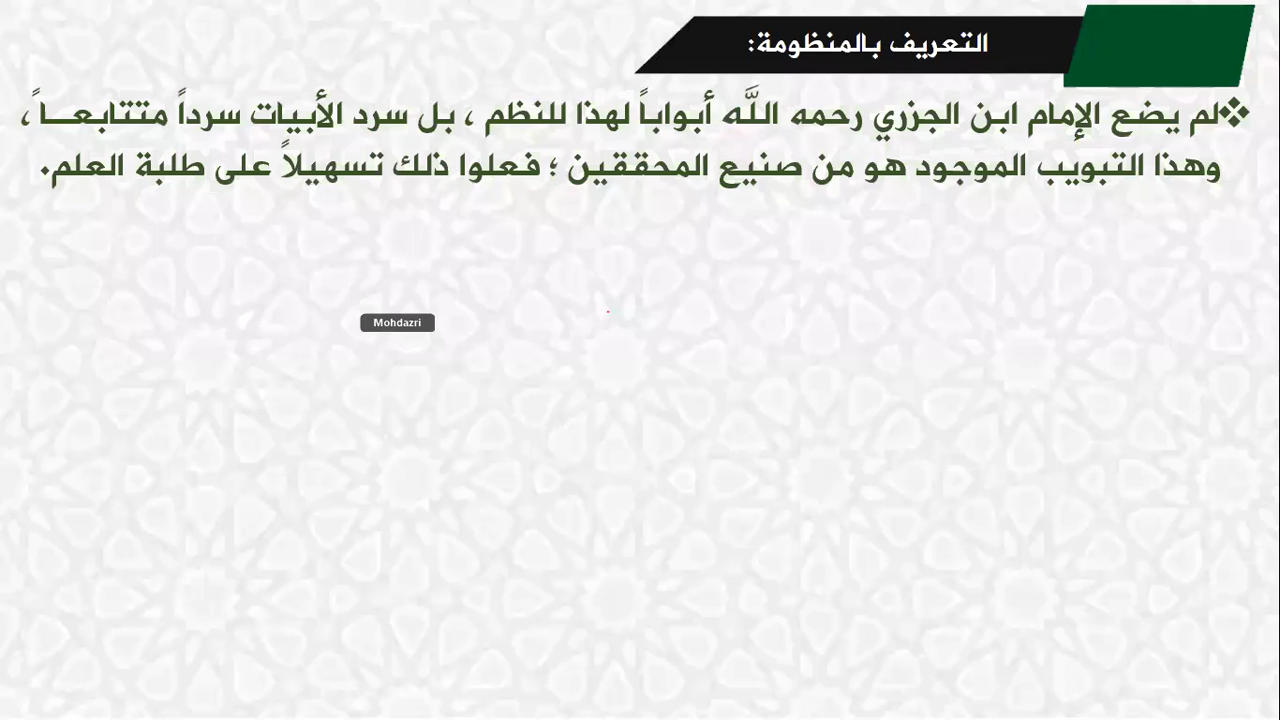 التعريف بالمنظومة:
❖لم يضع الإمام ابن الجزري رحمه اللَّه أبواباً لهذا للنظم ، بل سرد الأبيات سرداً متتابعـــاً ،
وهذا التبويب الموجود هو من صنيع المحققين ؛ فعلوا ذلك تسهيلاً على طلبة العلم.
Mohdazri